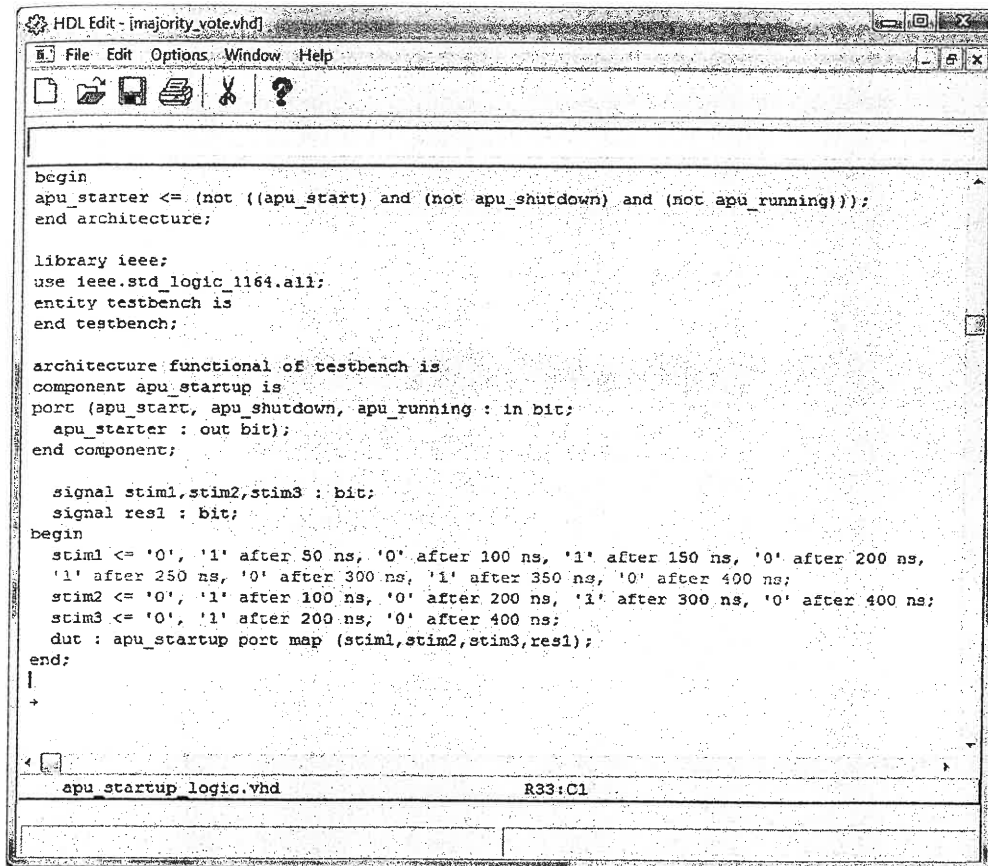 HDL Edit - [majority_vote.vhd]
File Edit Options Window Help
begin
apu_starter <= (not ((apu_start) and (not apu_shutdown) and (not apu_running)));
end architecture;
library ieee;
use ieee.std_logic_1164.all;
entity testbench is
end testbench;
architecture functional of testbench is
component apu_startup is
port (apu_start, apu_shutdown, apu_running : in bit;
apu_starter : out bit);
end component;
signal stim1,stim2,stim3 : bit;
signal res1 : bit;
begin
stim1 <= '0', '1' after 50 ns, '0' after 100 ns, '1' after 150 ns, '0' after 200 ns,
'1' after 250 ns, '0' after 300 ns, '1' after 350 ns, '0' after 400 ns;
stim2 <= '0', '1' after 100 ns, '0' after 200 ns, '1' after 300 ns, '0' after 400 ns;
stim3 <= '0', '1' after 200 ns, '0' after 400 ns;
dut : apu_startup port map (stim1,stim2,stim3,res1);
end;
apu_startup_logic.vhd R33:C1